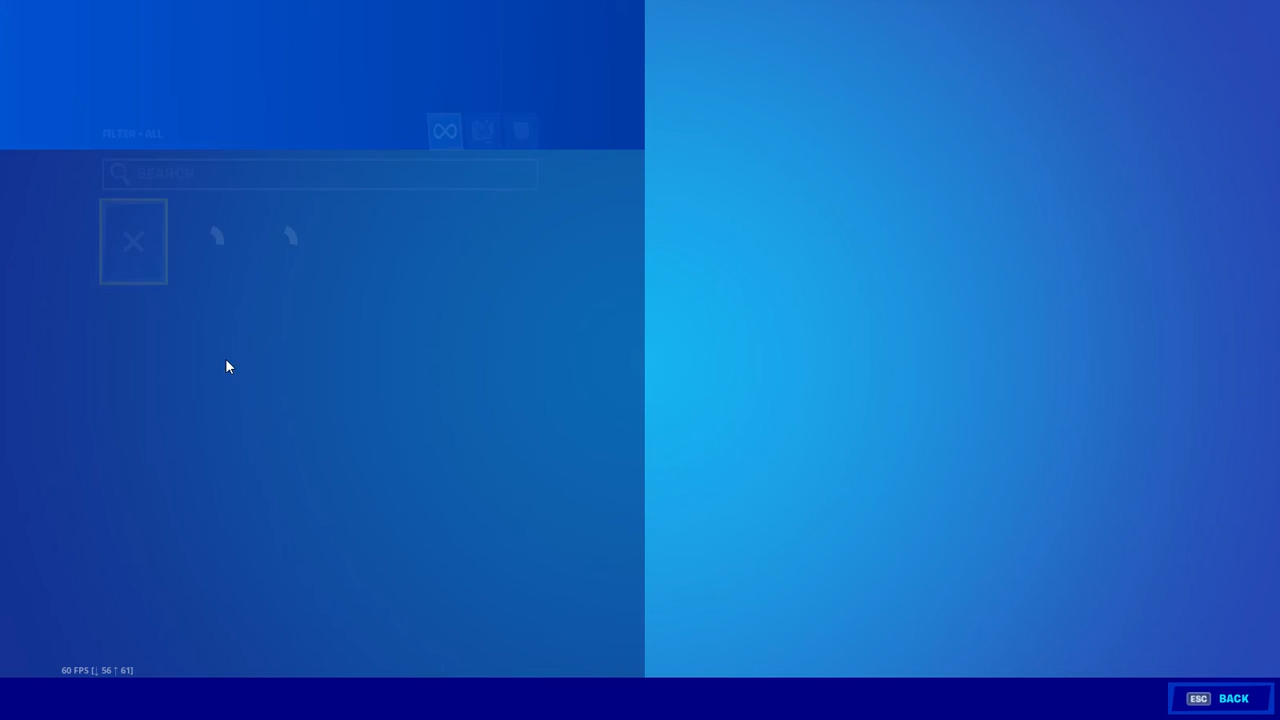 FILTER - ALL
SEARCH
60 FPS [↓ 56 ↑ 61]
ESC BACK